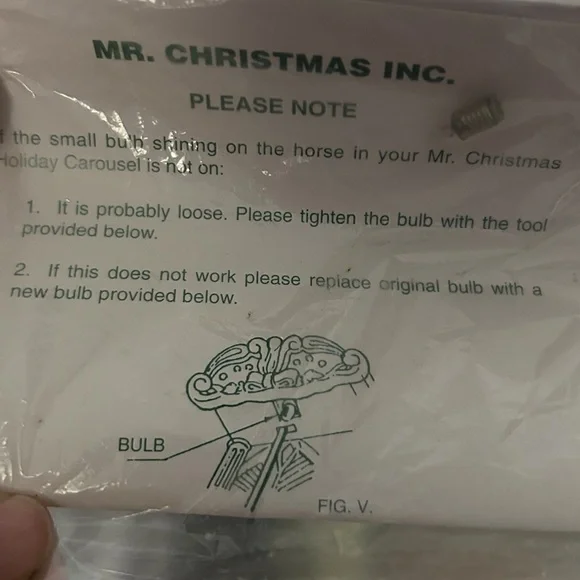 MR. CHRISTMAS INC.
PLEASE NOTE
f the small bulb shining on the horse in your Mr. Christmas
Holiday Carousel is not on:
1. It is probably loose. Please tighten the bulb with the tool
provided below.
2. If this does not work please replace original bulb with a
new bulb provided below.
BULB
FIG. V.